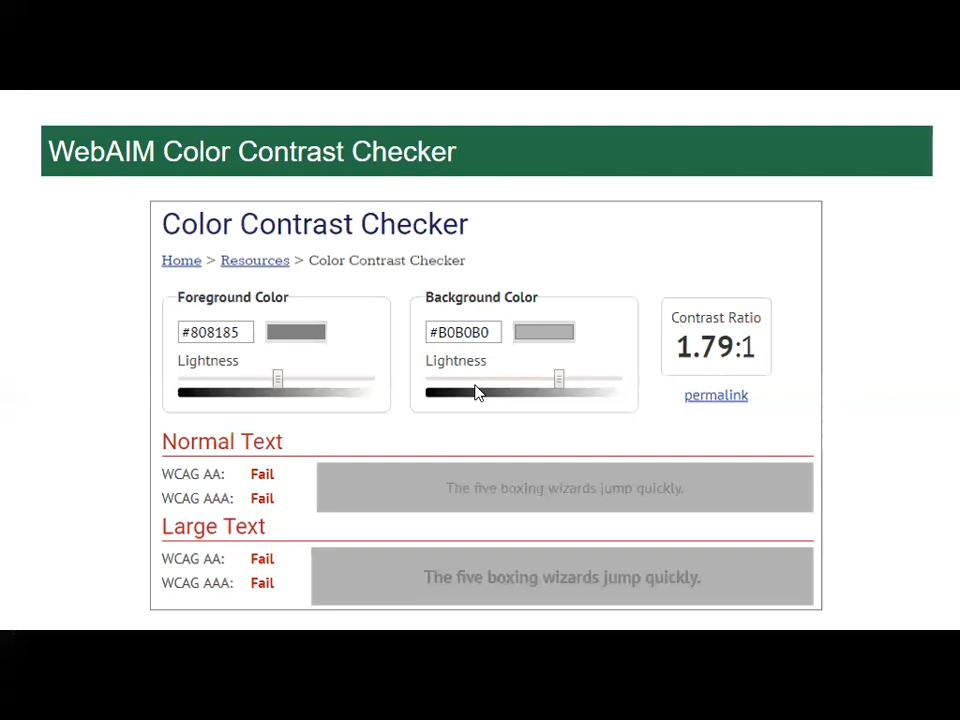 WebAIM Color Contrast Checker
Color Contrast Checker
Home > Resources > Color Contrast Checker
Foreground Color
#808185
Lightness
Background Color
#B0B0B0
Lightness
Contrast Ratio
1.79:1
permalink
Normal Text
WCAG AA: Fail
WCAG AAA: Fail
The five boxing wizards jump quickly.
Large Text
WCAG AA: Fail
WCAG AAA: Fail
The five boxing wizards jump quickly.